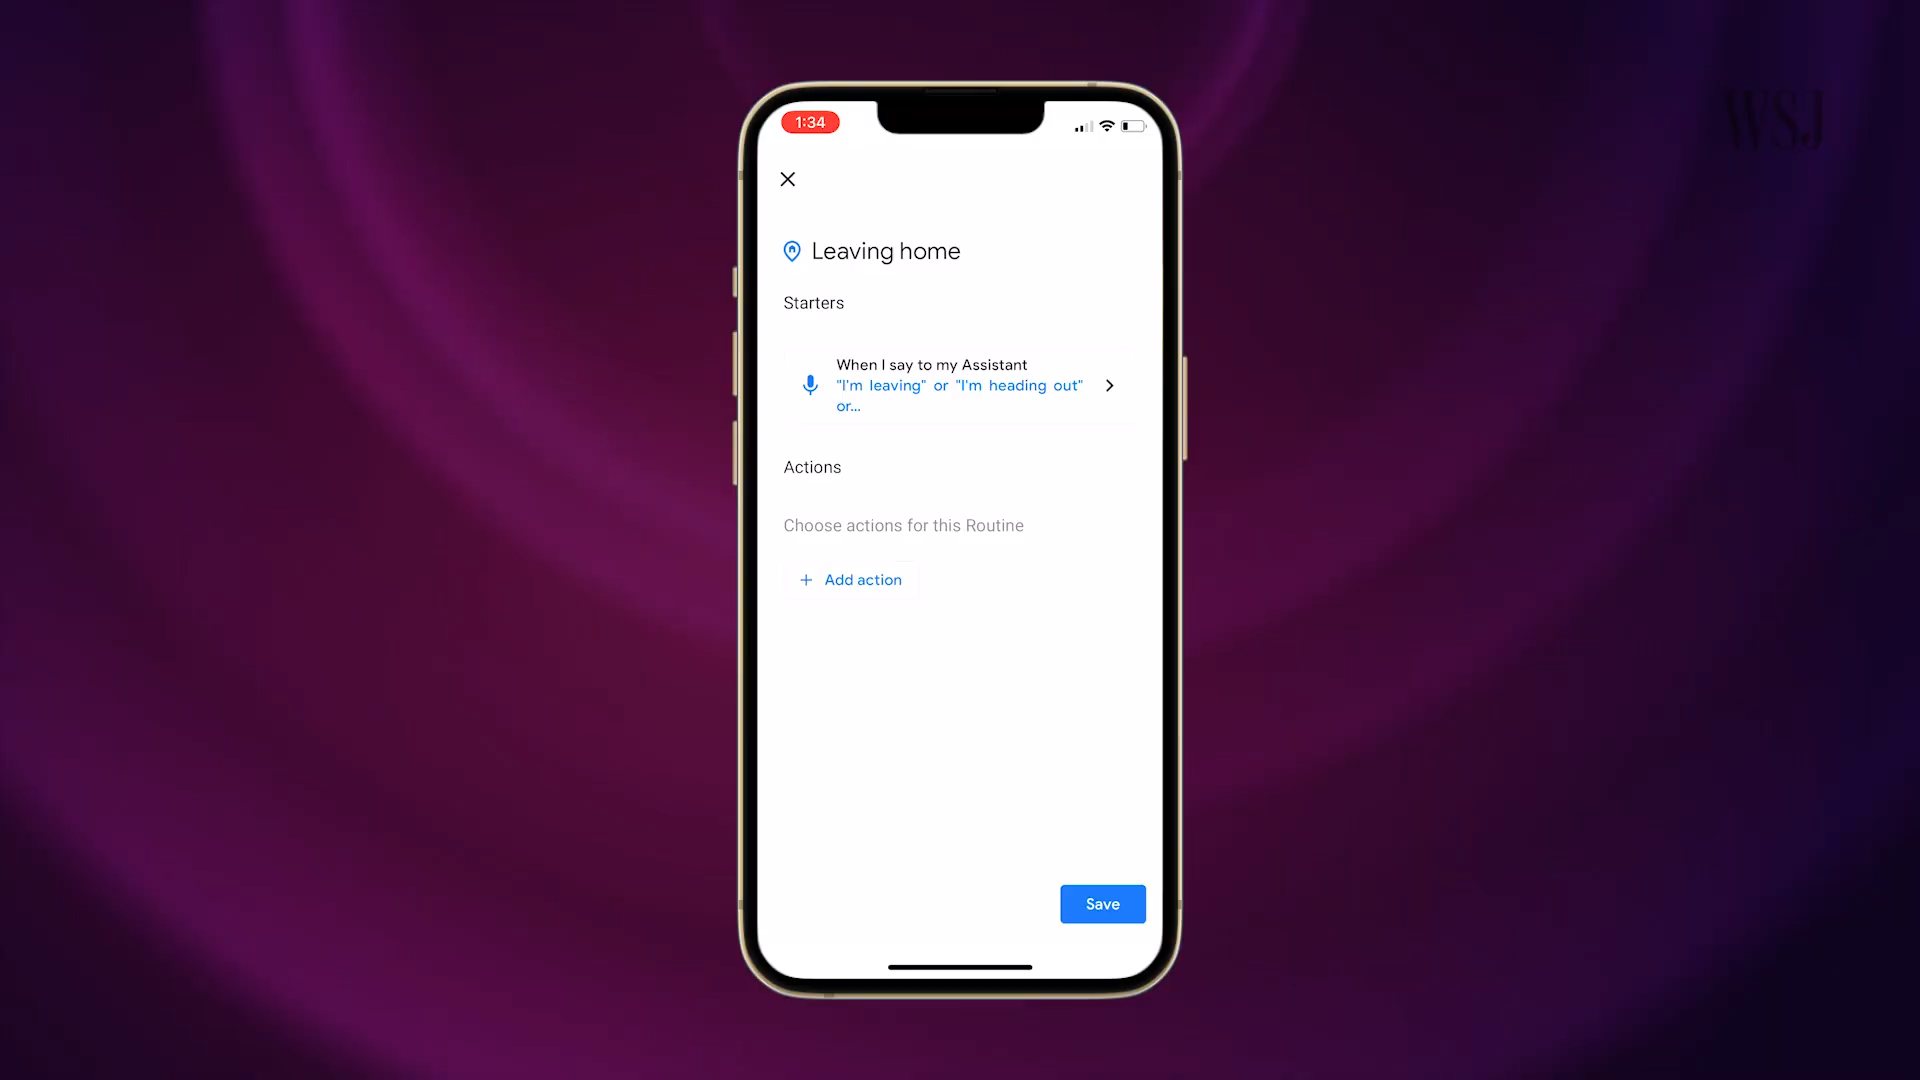 WSJ
1:34
Leaving home
Starters
When I say to my Assistant
"I'm leaving" or "I'm heading out"
or...
Actions
Choose actions for this Routine
+ Add action
Save